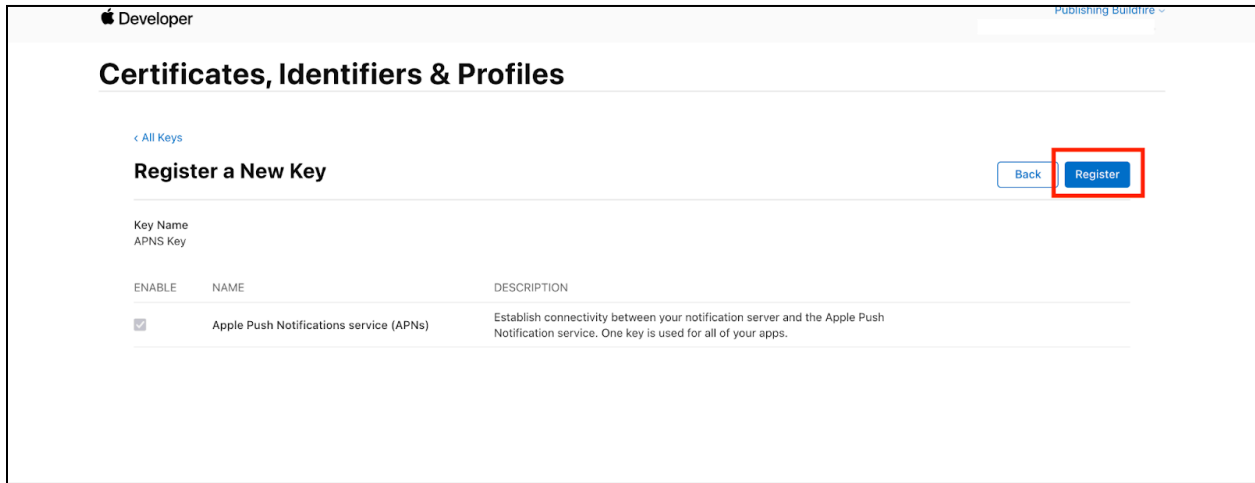 Developer
Publishing Buildfire
Certificates, Identifiers & Profiles
‹ All Keys
Register a New Key
Back
Register
Key Name
APNS Key
ENABLE NAME DESCRIPTION
Apple Push Notifications service (APNs)
Establish connectivity between your notification server and the Apple Push
Notification service. One key is used for all of your apps.